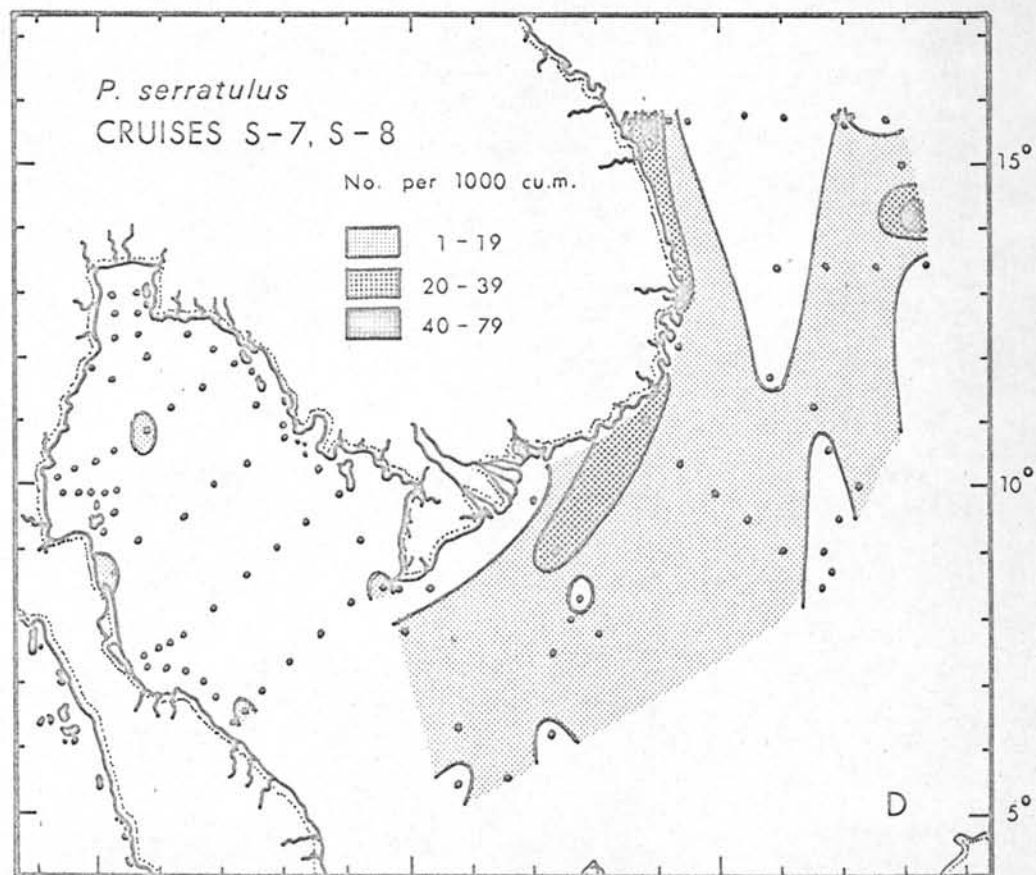 P. serratulus
CRUISES S-7, S-8
No. per 1000 cu.m.
1-19
20-39
40-79
15°
10°
5°
D